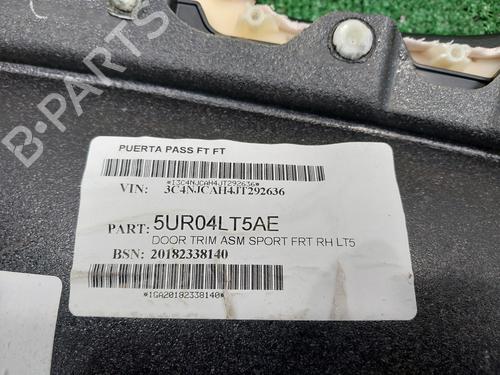 PUERTA PASS FT FT
*I3C4NJCAH4JT292636*
VIN: 3C4NJCAH4JT292636
PART: 5UR04LT5AE
DOOR TRIM ASM SPORT FRT RH LT5
BSN: 20182338140
*1GA20182338140*
B-PARTS